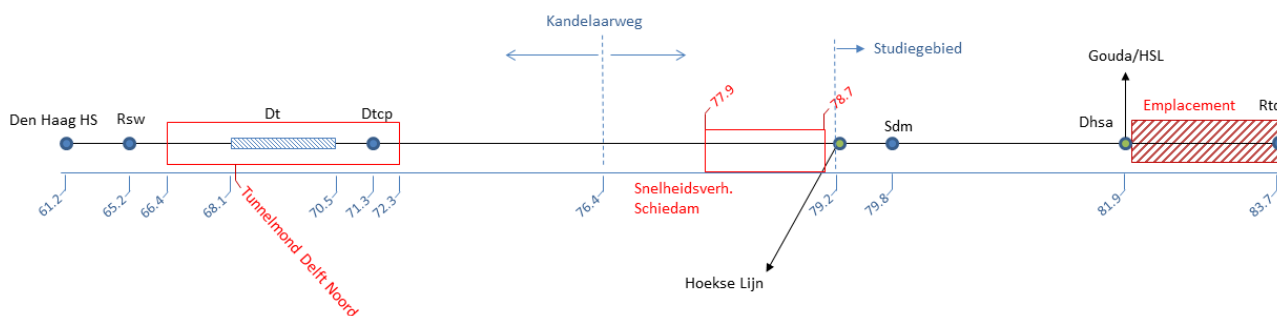 Kandelaarweg
Studiegebied
Gouda/HSL
77.9
78.7
Emplacement
Den Haag HS
Rsw
Dt
Dtcp
Sdm
Dhsa
Rtd
61.2
65.2
66.4
68.1
70.5
71.3
72.3
76.4
Snelheidsverh.
Schiedam
79.2
79.8
81.9
83.7
Tunnelmond Delft Noord
Hoekse Lijn